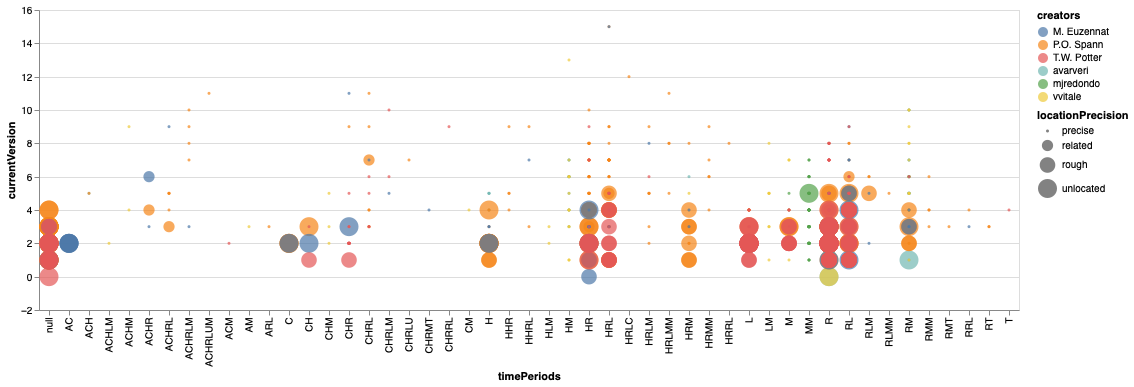 16
14
12
10
8
6
4
2
0
−2
currentVersion
null
AC
ACH
ACHLM
ACHM
ACHR
ACHRL
ACHRLM
ACHRLUM
ACM
AM
ARL
C
CH
CHM
CHR
CHRL
CHRLM
CHRLU
CHRMT
CHRRL
CM
H
HHR
HHRL
HLM
HM
HR
HRL
HRLC
HRLM
HRLMM
HRM
HRMM
HRRL
L
LM
M
MM
R
RL
RLM
RLMM
RM
RMM
RMT
RRL
RT
T
timePeriods
creators
M. Euzennat
P.O. Spann
T.W. Potter
avarveri
mjredondo
vvitale
locationPrecision
precise
related
rough
unlocated